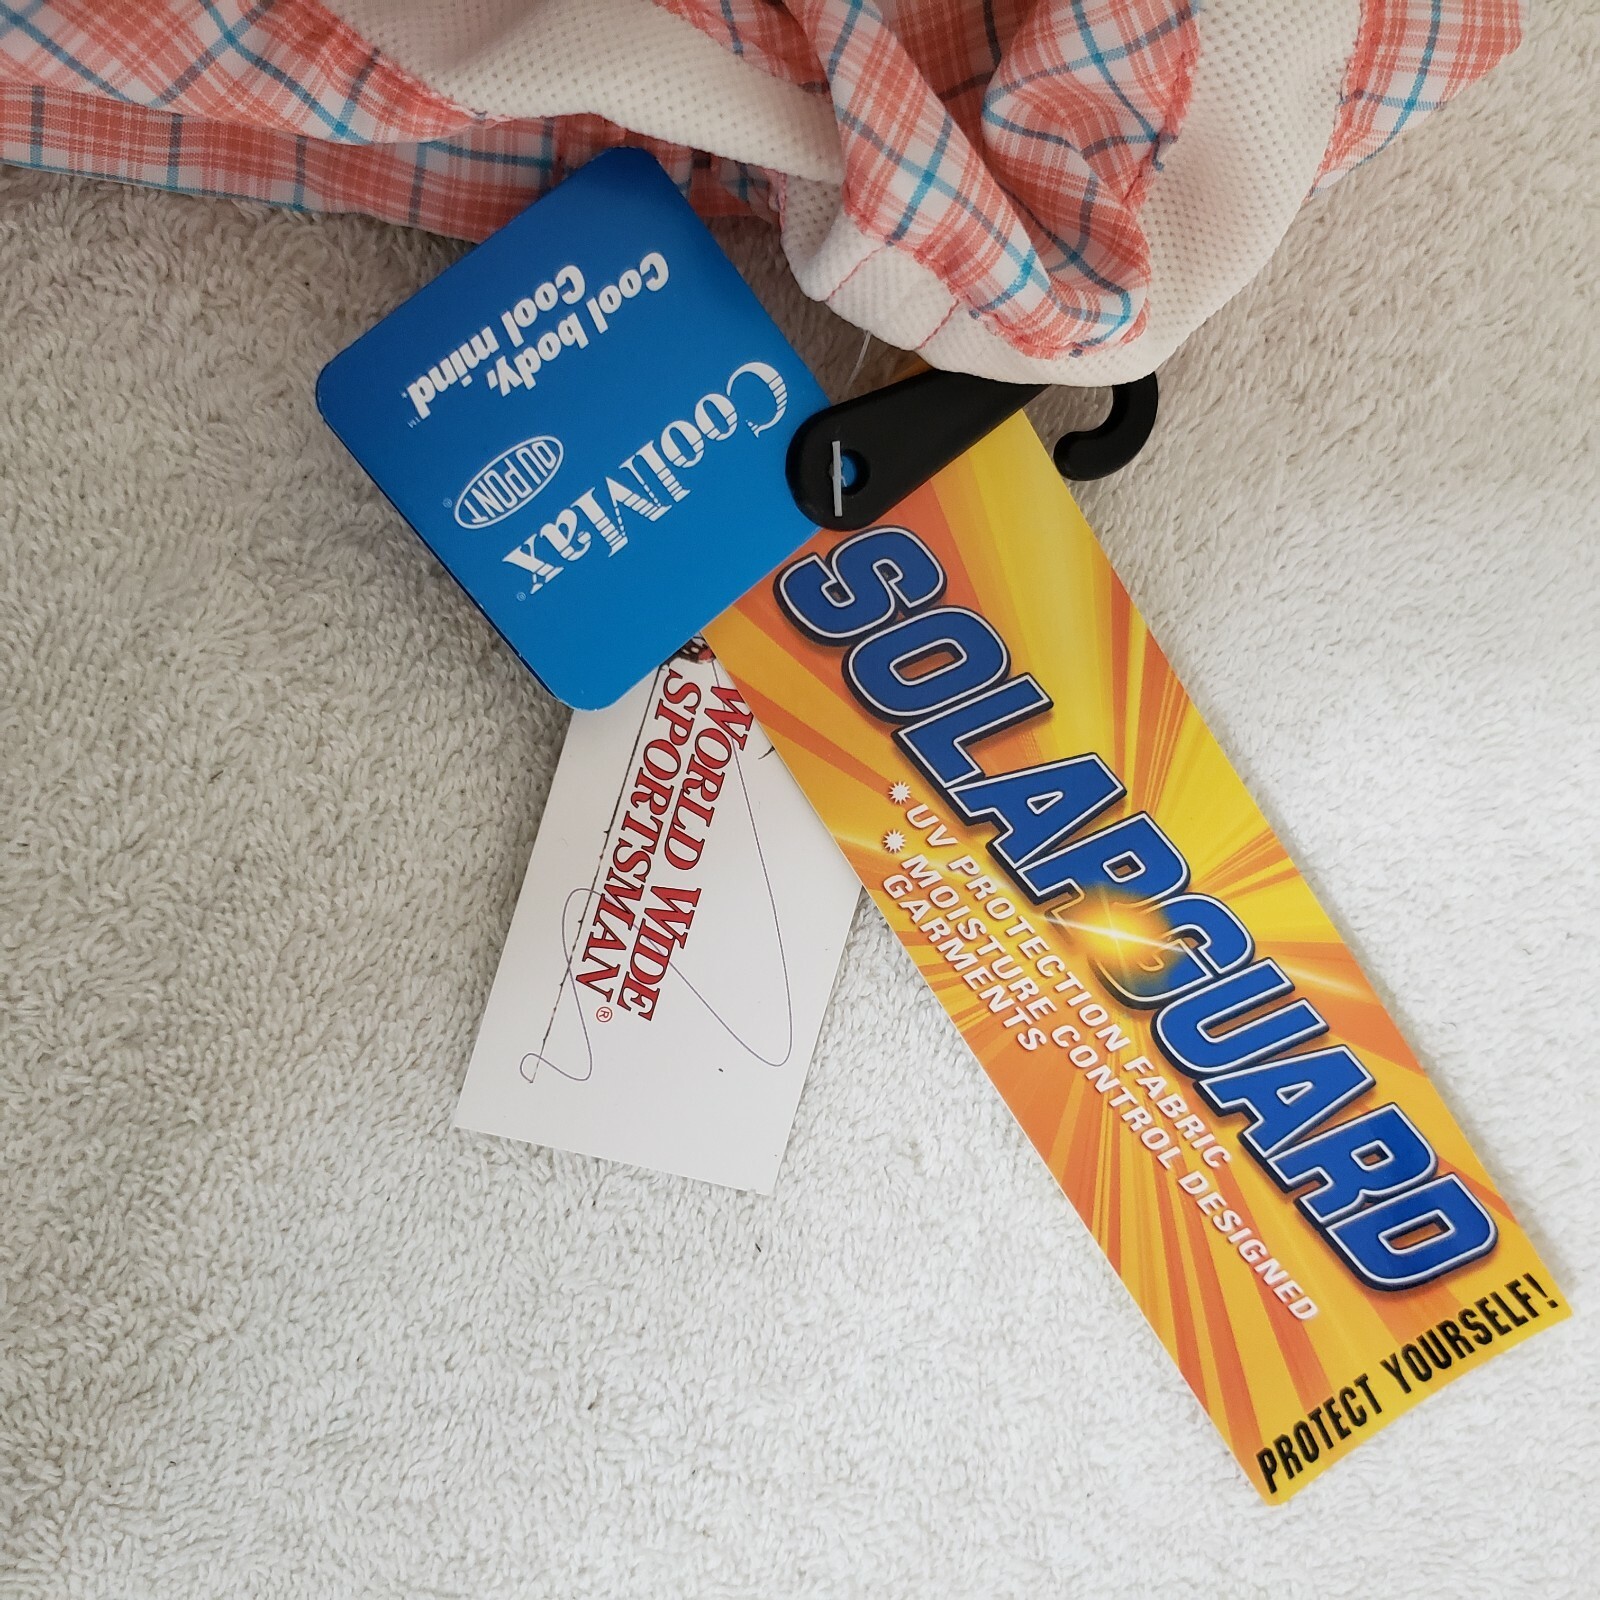 CoolMax®
DUPONT®
Cool body,
Cool mind.™
WORLD WIDE
SPORTSMAN®
SOLARGUARD
UV PROTECTION FABRIC
MOISTURE CONTROL DESIGNED
GARMENTS
PROTECT YOURSELF!